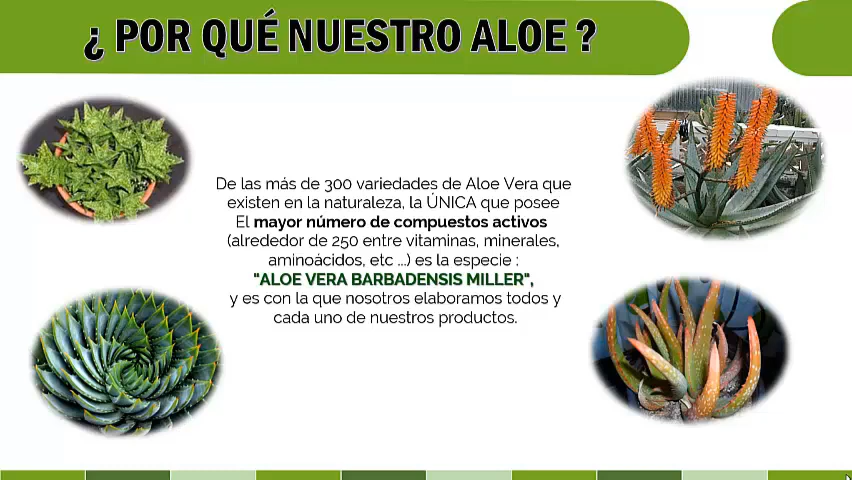 ¿ POR QUÉ NUESTRO ALOE ?
De las más de 300 variedades de Aloe Vera que
existen en la naturaleza, la ÚNICA que posee
El mayor número de compuestos activos
(alrededor de 250 entre vitaminas, minerales,
aminoácidos, etc ...) es la especie :
"ALOE VERA BARBADENSIS MILLER",
y es con la que nosotros elaboramos todos y
cada uno de nuestros productos.